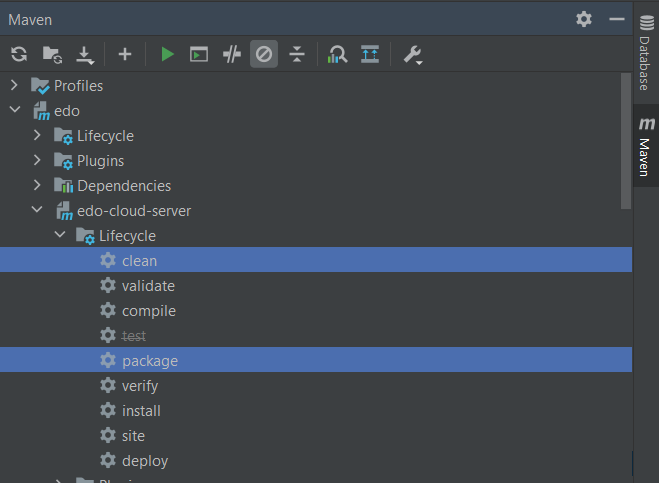 Maven
Profiles
edo
Lifecycle
Plugins
Dependencies
edo-cloud-server
Lifecycle
clean
validate
compile
test
package
verify
install
site
deploy
Database
Maven